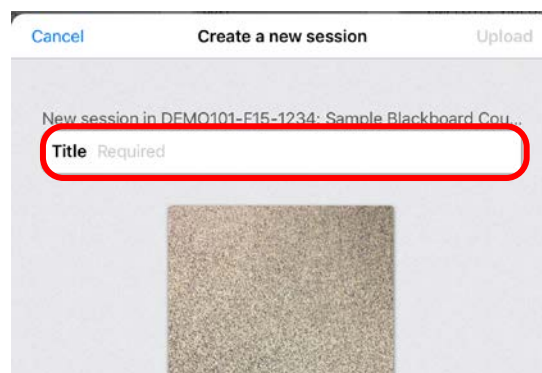 Cancel Create a new session Upload
New session in DEMO101-F15-1234: Sample Blackboard Cou...
Title Required